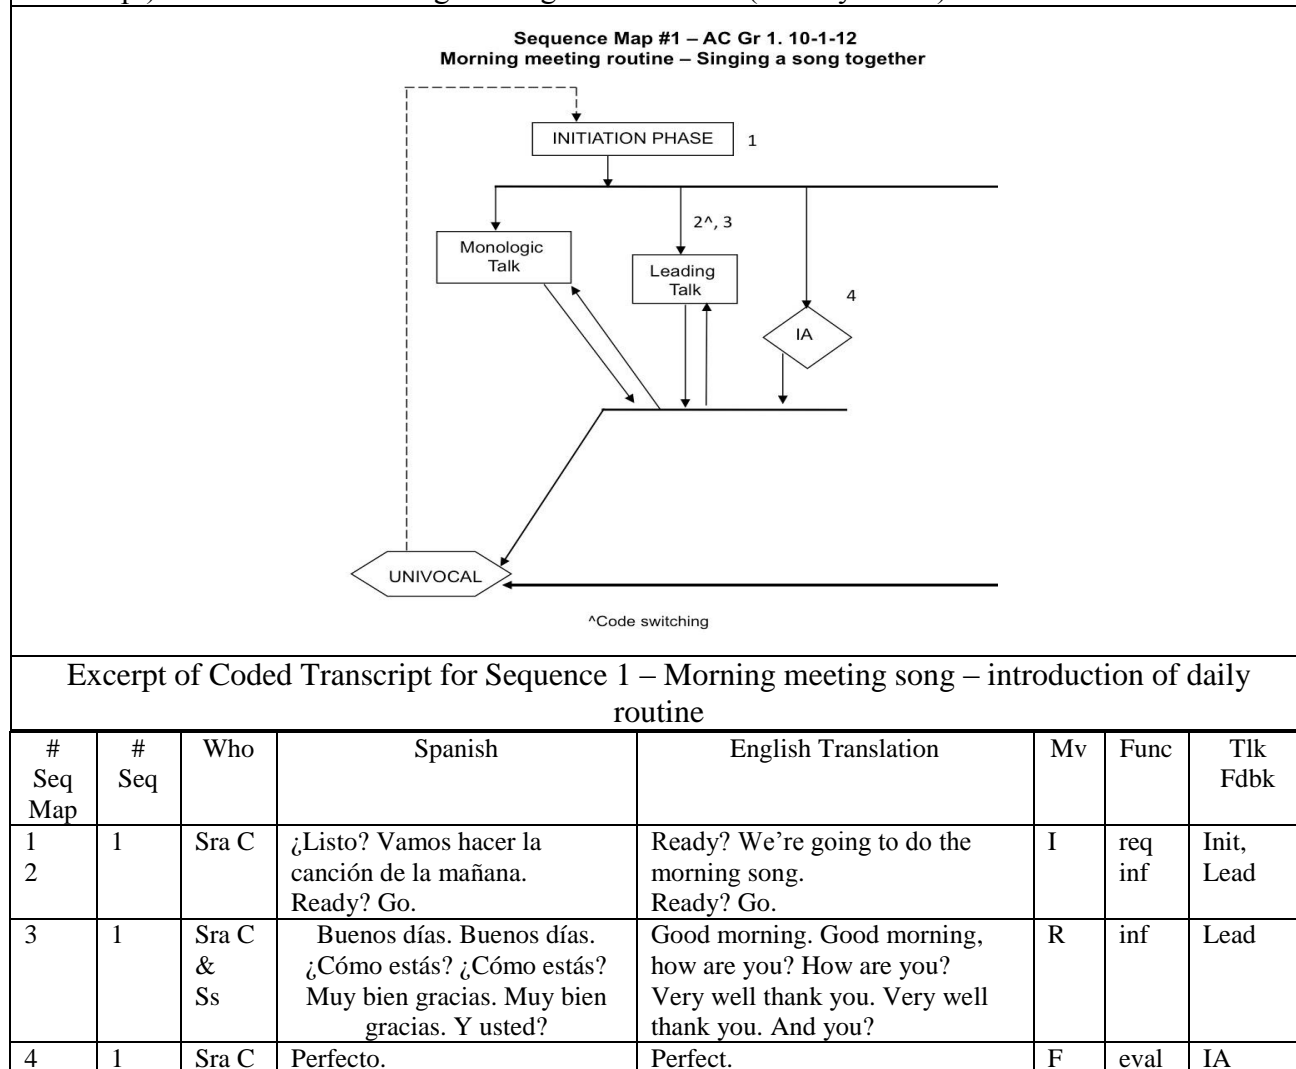 Sequence Map #1 – AC Gr 1. 10-1-12
Morning meeting routine – Singing a song together
INITIATION PHASE 1
2^, 3
Monologic
Talk
Leading
Talk
4
IA
UNIVOCAL
^Code switching
Excerpt of Coded Transcript for Sequence 1 – Morning meeting song – introduction of daily
routine
# Seq Map # Seq Who Spanish English Translation Mv Func Tlk Fdbk
1 1 Sra C ¿Listo? Vamos hacer la Ready? We’re going to do the I req Init,
2 canción de la mañana. morning song. inf Lead
Ready? Go. Ready? Go.
3 1 Sra C Buenos días. Buenos días. Good morning. Good morning, R inf Lead
& ¿Cómo estás? ¿Cómo estás? how are you? How are you?
Ss Muy bien gracias. Muy bien Very well thank you. Very well
gracias. Y usted? thank you. And you?
4 1 Sra C Perfecto. Perfect. F eval IA